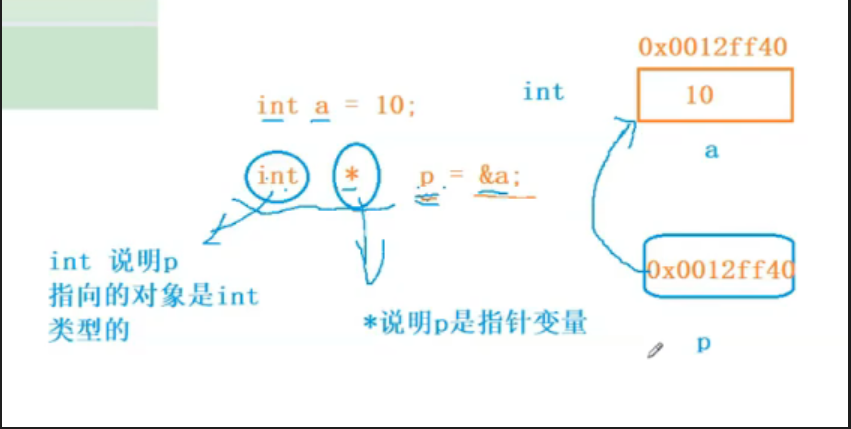 0x0012ff40
int a = 10;
int
10
a
int * p = &a;
int 说明p
指向的对象是int
类型的
*说明p是指针变量
0x0012ff40
p